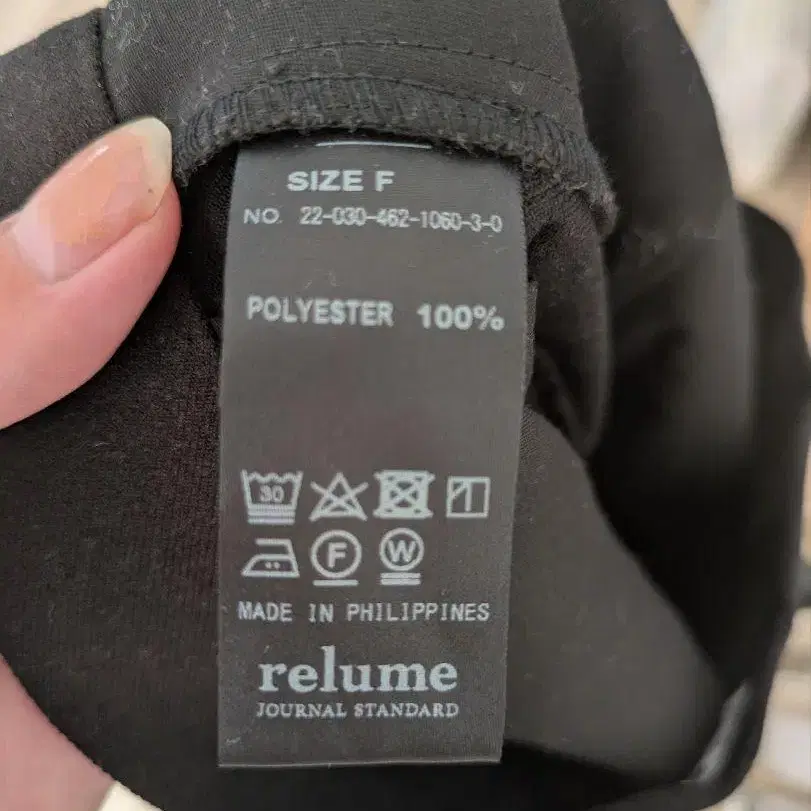 SIZE F
NO. 22-030-462-1060-3-0
POLYESTER 100%
30
F W
MADE IN PHILIPPINES
relume
JOURNAL STANDARD